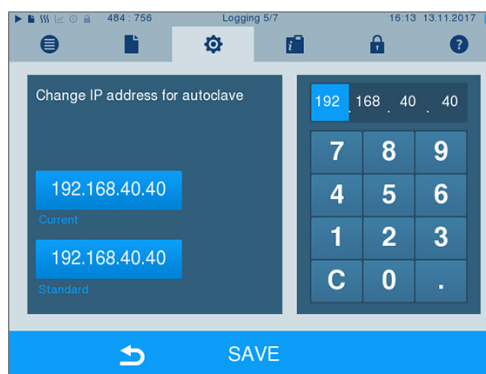 484 : 756 Logging 5/7 16:13 13.11.2017
i ?
Change IP address for autoclave
192.168.40.40
Current
192.168.40.40
Standard
192 . 168 . 40 . 40
7 8 9
4 5 6
1 2 3
C 0 .
SAVE